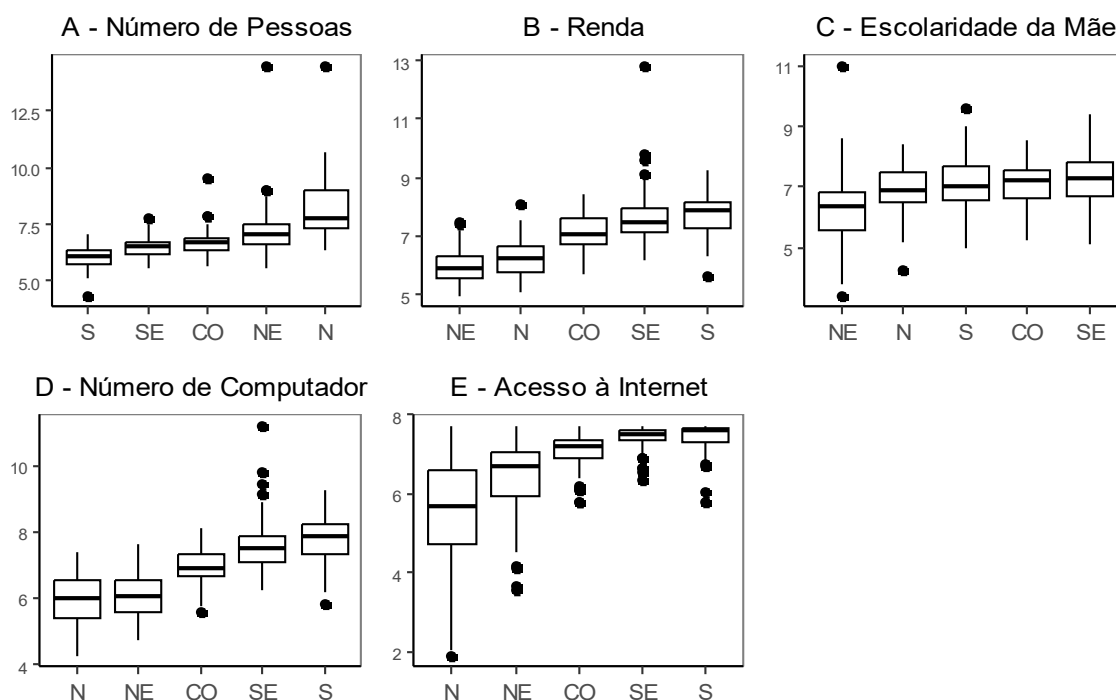 A - Número de Pessoas
12.5
10.0
7.5
5.0
S SE CO NE N
B - Renda
13
11
9
7
5
NE N CO SE S
C - Escolaridade da Mãe
11
9
7
5
NE N S CO SE
D - Número de Computador
10
8
6
4
N NE CO SE S
E - Acesso à Internet
8
6
4
2
N NE CO SE S